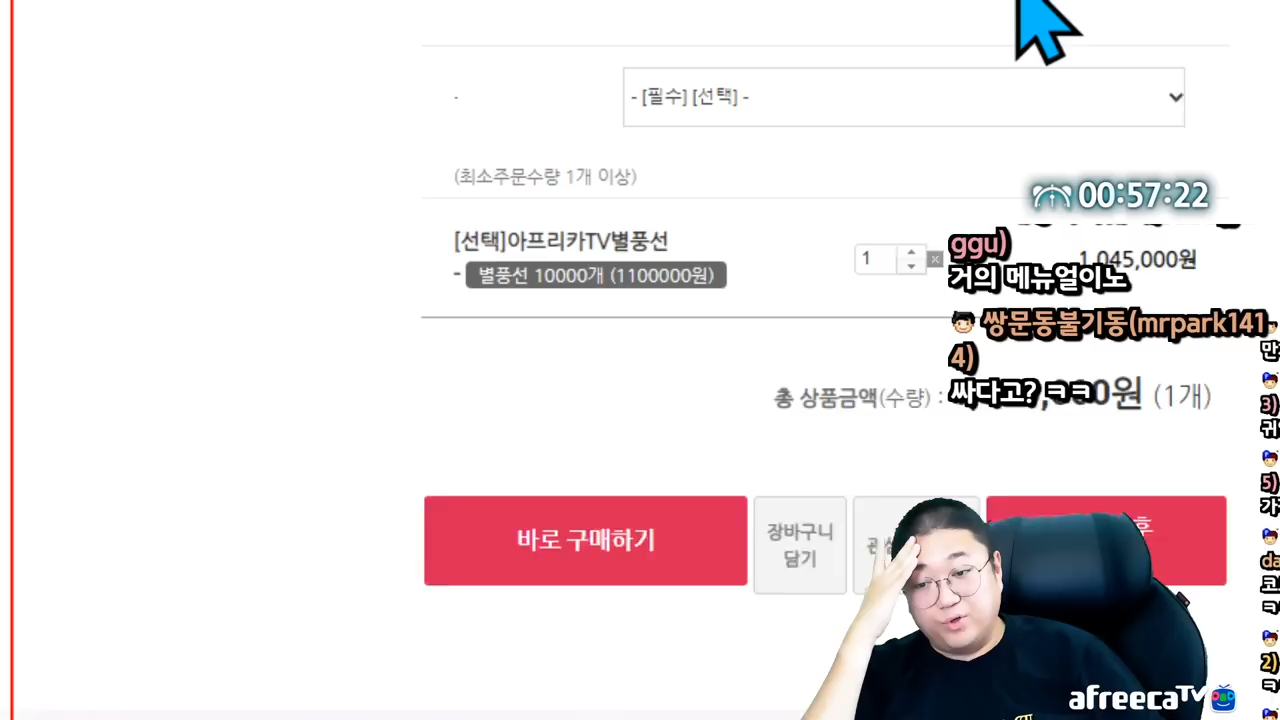 - [필수] [선택] -
(최소주문수량 1개 이상)
00:57:22
[선택]아프리카TV별풍선
- 별풍선 10000개 (1100000원)
1
1,045,000원
ggu)
거의 메뉴얼이노
쌍문동불기둥(mrpark141
4)
싸다고? ㅋㅋ
총 상품금액(수량) :
0원 (1개)
바로 구매하기
장바구니
담기
3)
5)
2)
afreecaTV